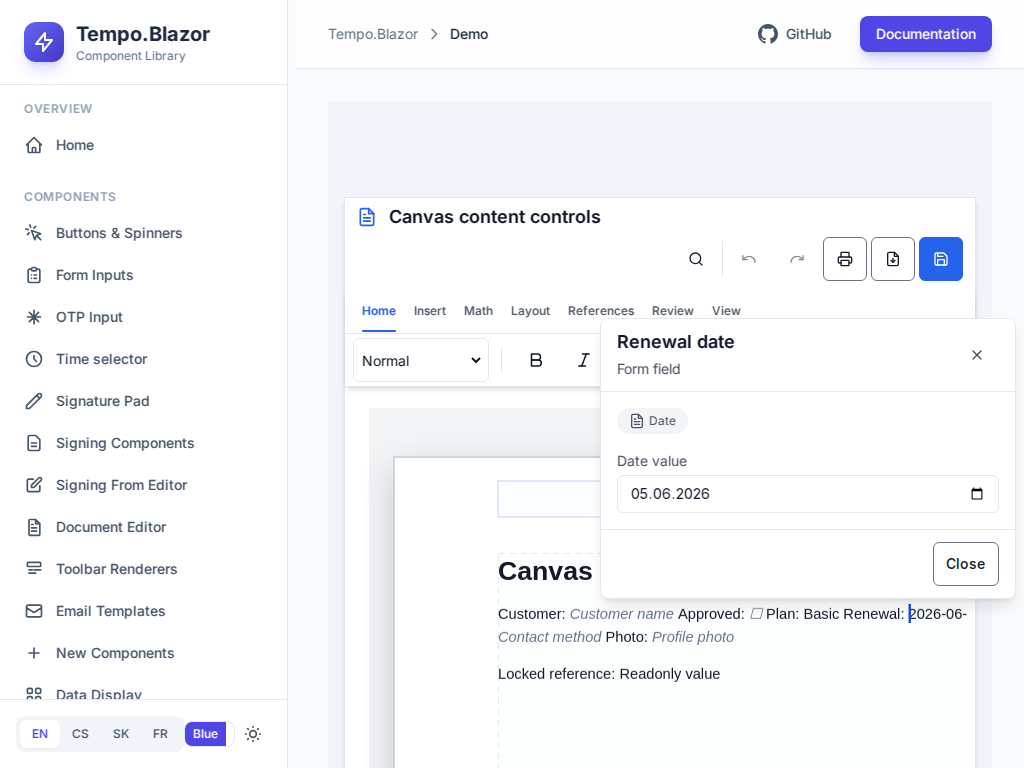 Tempo.Blazor
Component Library
OVERVIEW
Home
COMPONENTS
Buttons & Spinners
Form Inputs
OTP Input
Time selector
Signature Pad
Signing Components
Signing From Editor
Document Editor
Toolbar Renderers
Email Templates
New Components
Data Display
EN CS SK FR Blue
Tempo.Blazor > Demo
GitHub
Documentation
Canvas content controls
Home Insert Math Layout References Review View
Normal
B I
Renewal date
Form field
Date
Date value
05.06.2026
Close
Canvas
Customer: Customer name Approved: ☐ Plan: Basic Renewal: 2026-06-
Contact method Photo: Profile photo
Locked reference: Readonly value